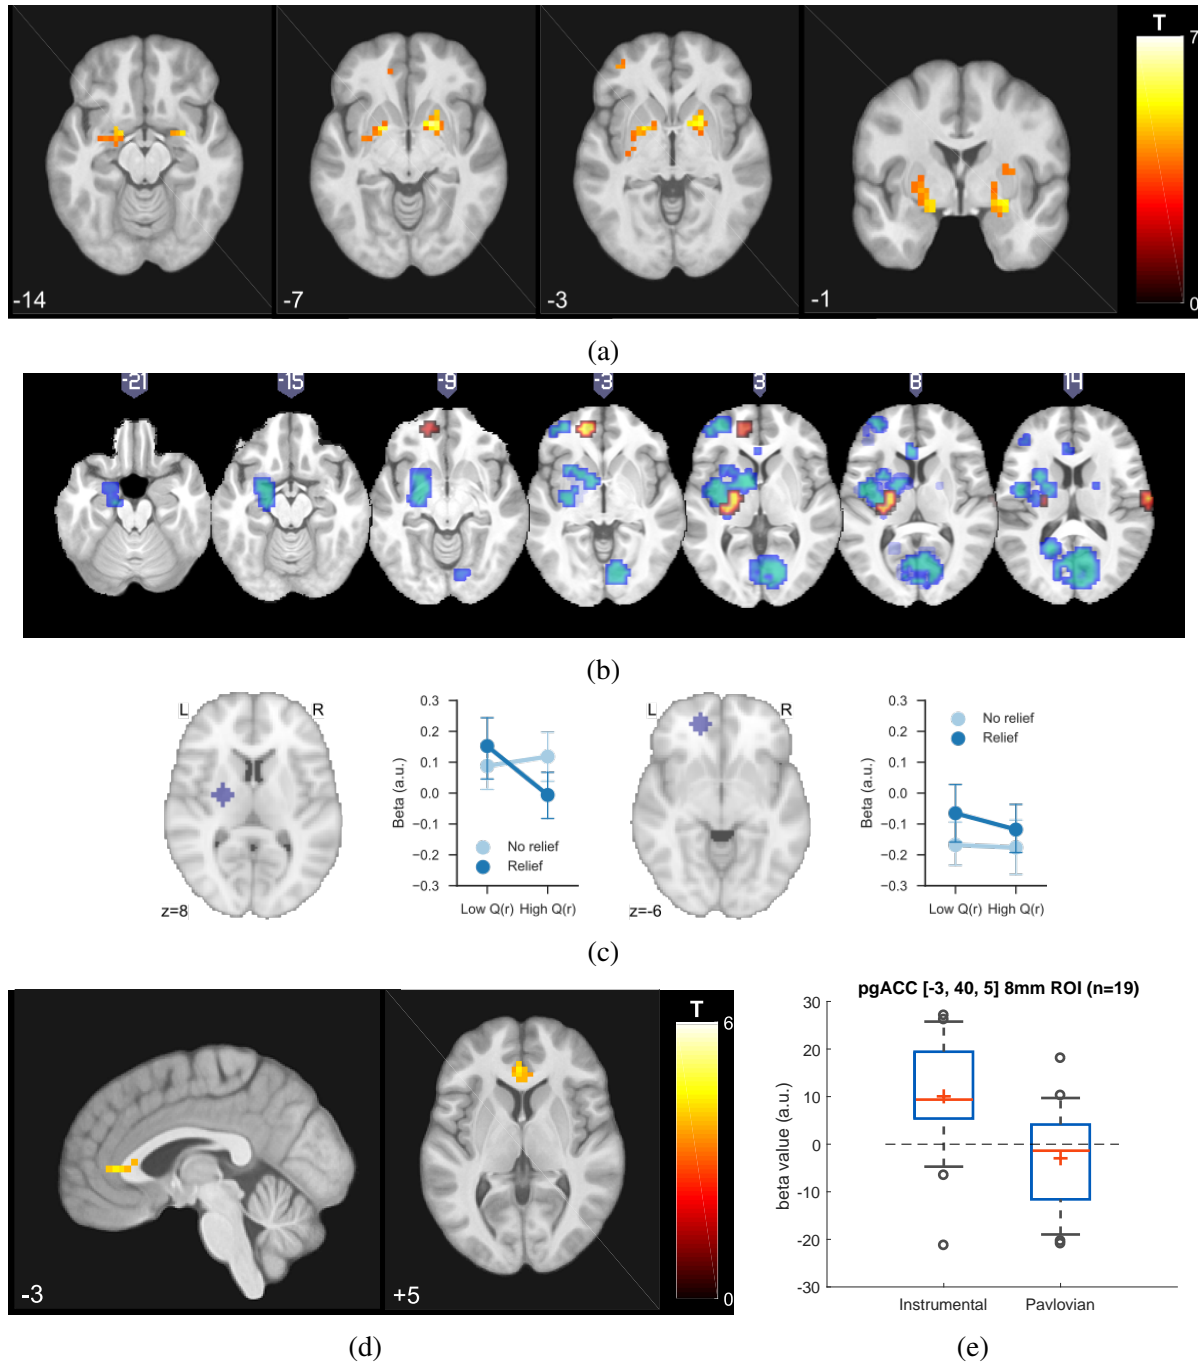 T
7
0
-14
-7
-3
-1
(a)
-21
-15
-9
-3
3
8
14
(b)
L
R
z=8
0.3
0.2
0.1
0.0
−0.1
−0.2
−0.3
Beta (a.u.)
No relief
Relief
Low Q(r) High Q(r)
L
R
z=-6
0.3
0.2
0.1
0.0
−0.1
−0.2
−0.3
Beta (a.u.)
No relief
Relief
Low Q(r) High Q(r)
(c)
-3
+5
T
6
0
(d)
pgACC [-3, 40, 5] 8mm ROI (n=19)
30
20
10
0
-10
-20
-30
beta value (a.u.)
Instrumental
Pavlovian
(e)